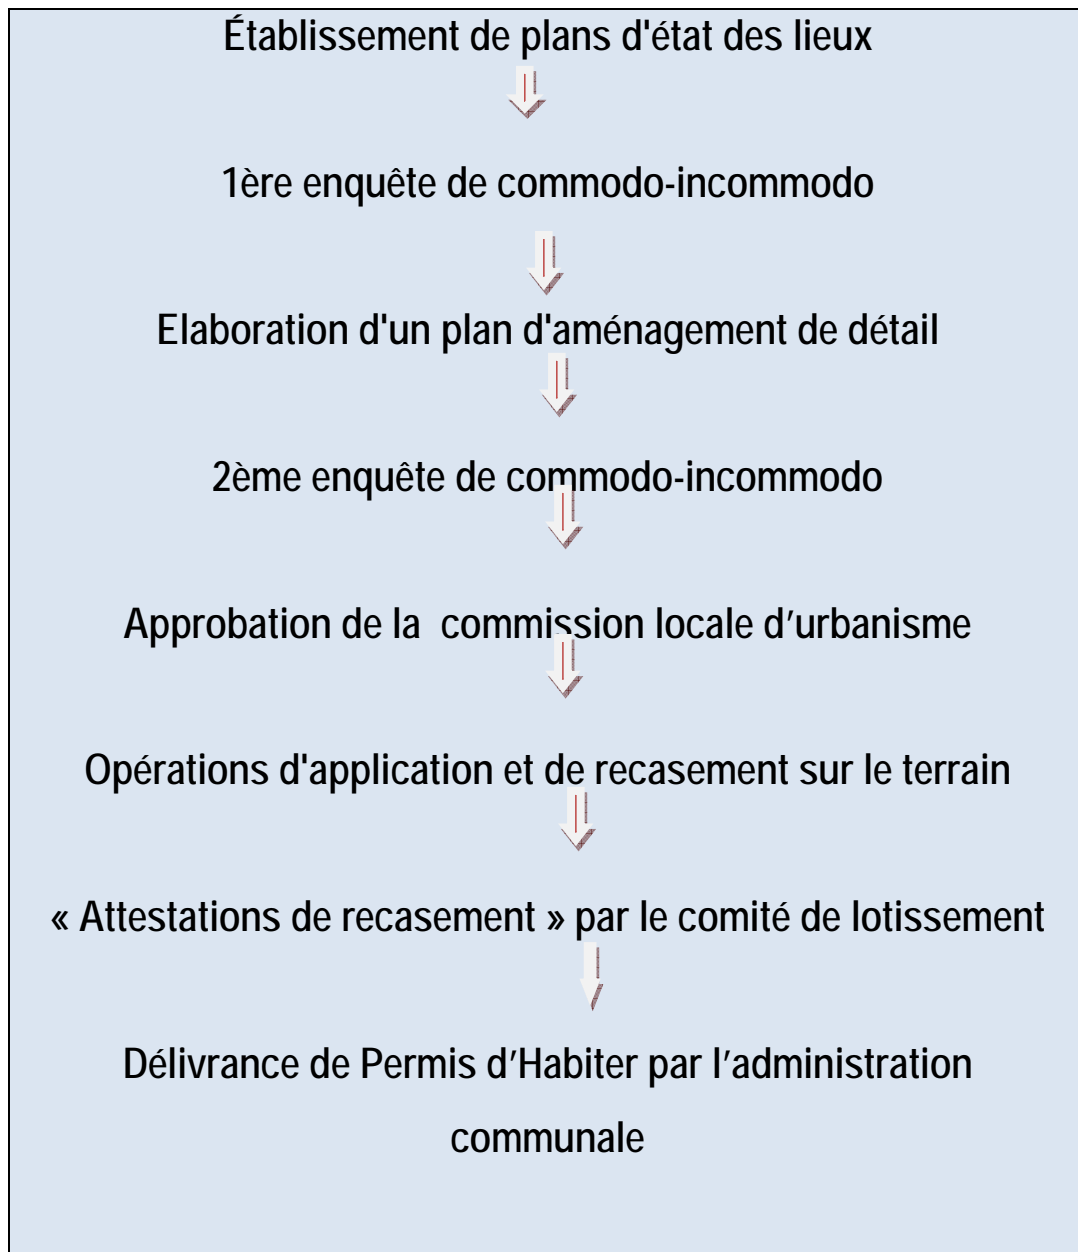 Établissement de plans d'état des lieux
1ère enquête de commodo-incommodo
Elaboration d'un plan d'aménagement de détail
2ème enquête de commodo-incommodo
Approbation de la commission locale d’urbanisme
Opérations d'application et de recasement sur le terrain
« Attestations de recasement » par le comité de lotissement
Délivrance de Permis d’Habiter par l’administration
communale